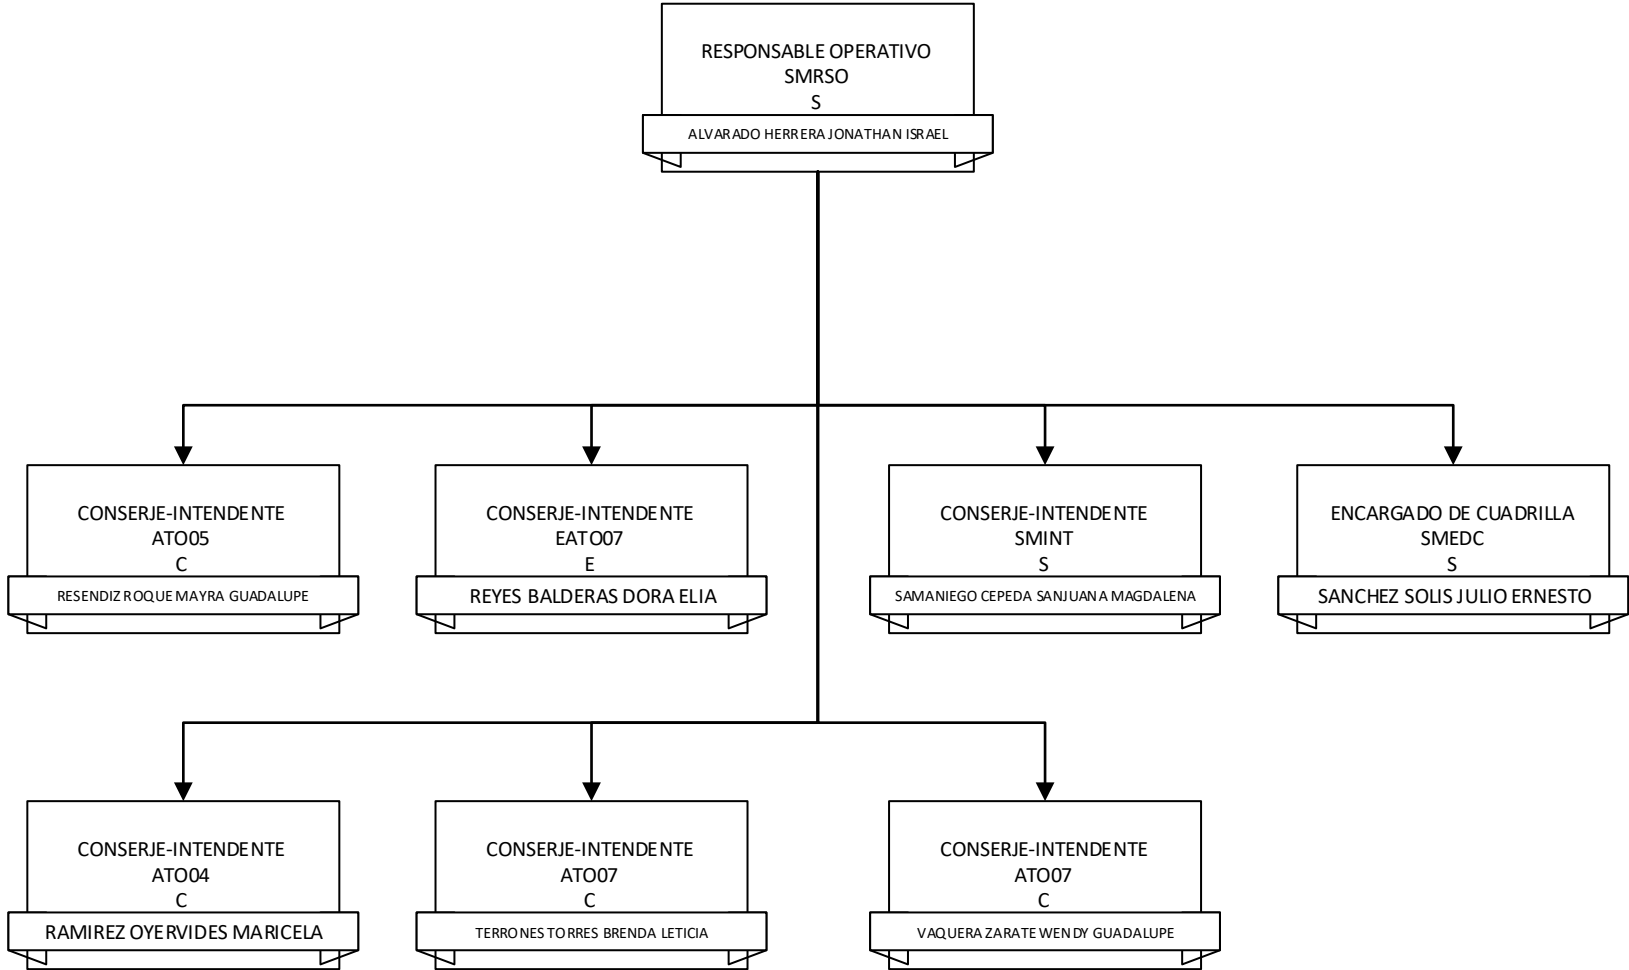 RESPONSABLE OPERATIVO
SMRSO
S
ALVARADO HERRERA JONATHAN ISRAEL
CONSERJE-INTENDENTE
ATO05
C
RESENDIZ ROQUE MAYRA GUADALUPE
CONSERJE-INTENDENTE
EATO07
E
REYES BALDERAS DORA ELIA
CONSERJE-INTENDENTE
SMINT
S
SAMANIEGO CEPEDA SANJUANA MAGDALENA
ENCARGADO DE CUADRILLA
SMEDC
S
SANCHEZ SOLIS JULIO ERNESTO
CONSERJE-INTENDENTE
ATO04
C
RAMIREZ OYERVIDES MARICELA
CONSERJE-INTENDENTE
ATO07
C
TERRONES TORRES BRENDA LETICIA
CONSERJE-INTENDENTE
ATO07
C
VAQUERA ZARATE WENDY GUADALUPE